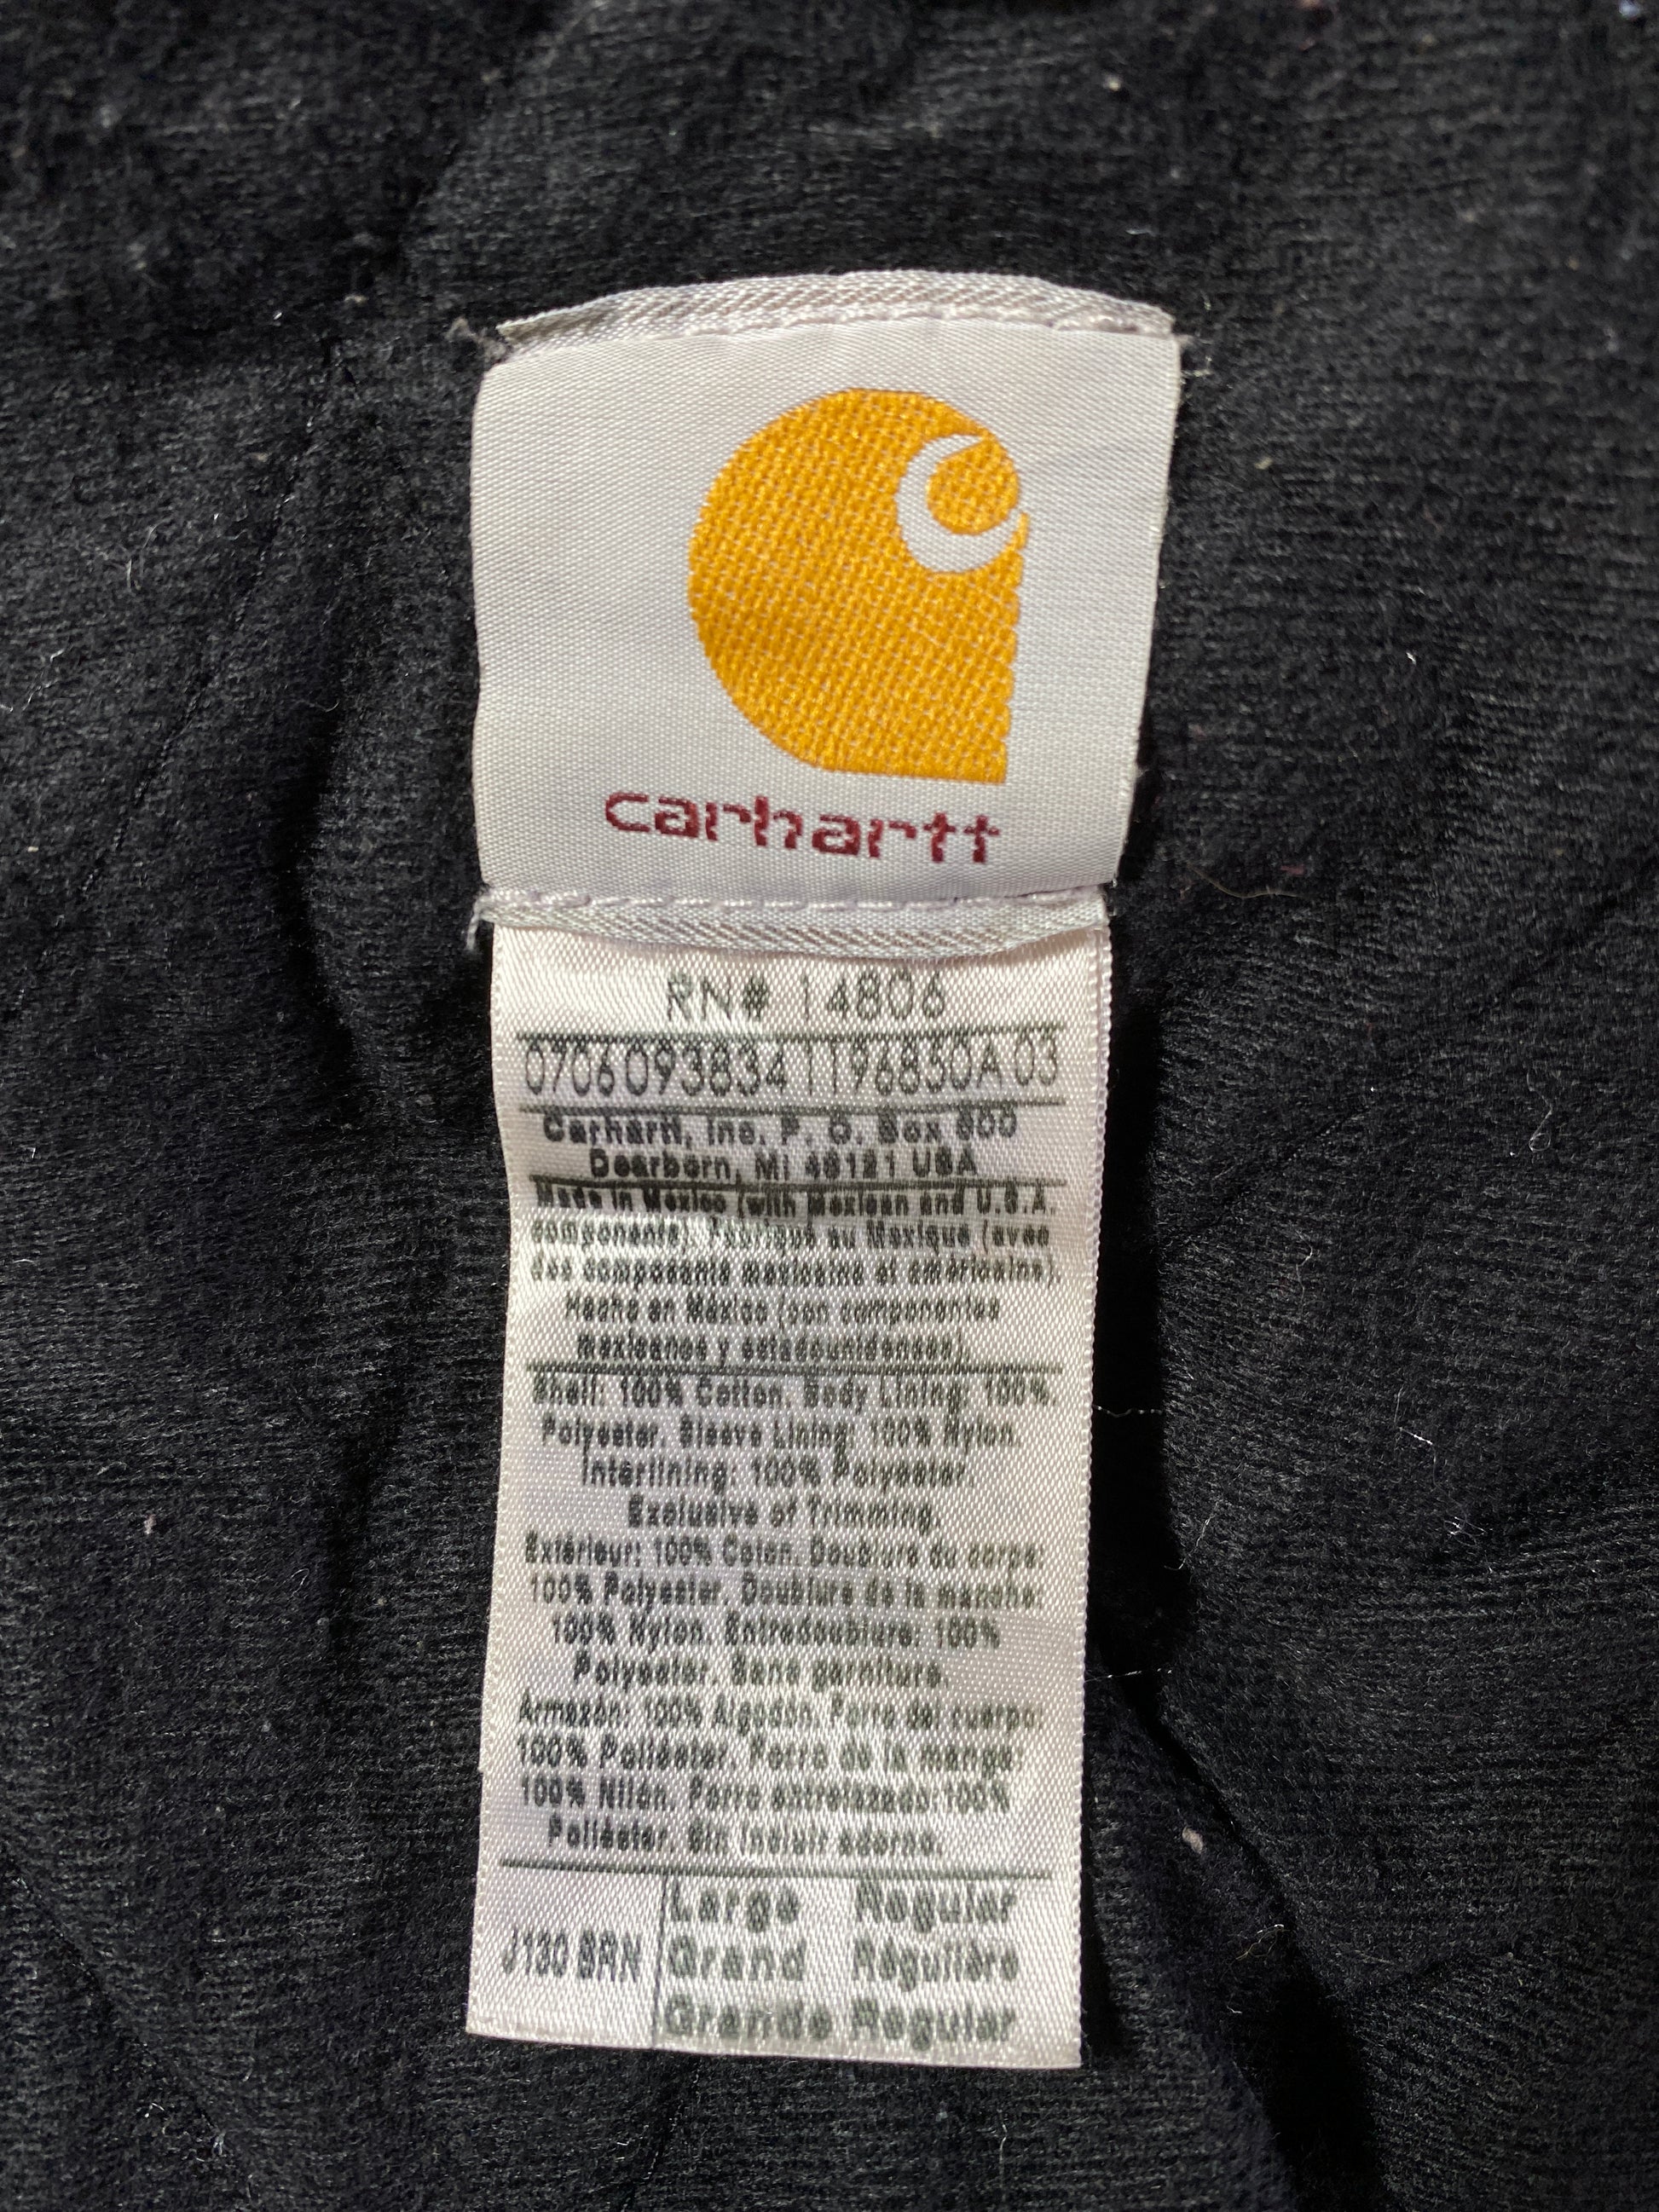 carhartt
RN# 14806
0706093834 1196850A 03
Carhartt, Inc. P. O. Box 600
Dearborn, MI 48121 USA
Made in Mexico (with Mexican and U.S.A.
components). Fabriqué au Mexique (avec
des composants mexicains et américains).
Hecho en México (con componentes
mexicanos y estadounidenses)
Shell: 100% Cotton. Body Lining: 100%
Polyester. Sleeve Lining: 100% Nylon.
Interlining: 100% Polyester.
Exclusive of Trimming.
Extérieur: 100% Coton. Doublure du corps:
100% Polyester. Doublure de la manche:
100% Nylon. Entredoublure: 100%
Polyester. Sans garniture.
Armazón: 100% Algodón. Forro del cuerpo
100% Poliéster. Forro de la manga
100% Nilón. Forro entrelazado: 100%
Poliéster. Sin incluir adorno.
J130 BRN
Large Regular
Grand Régulière
Grande Regular